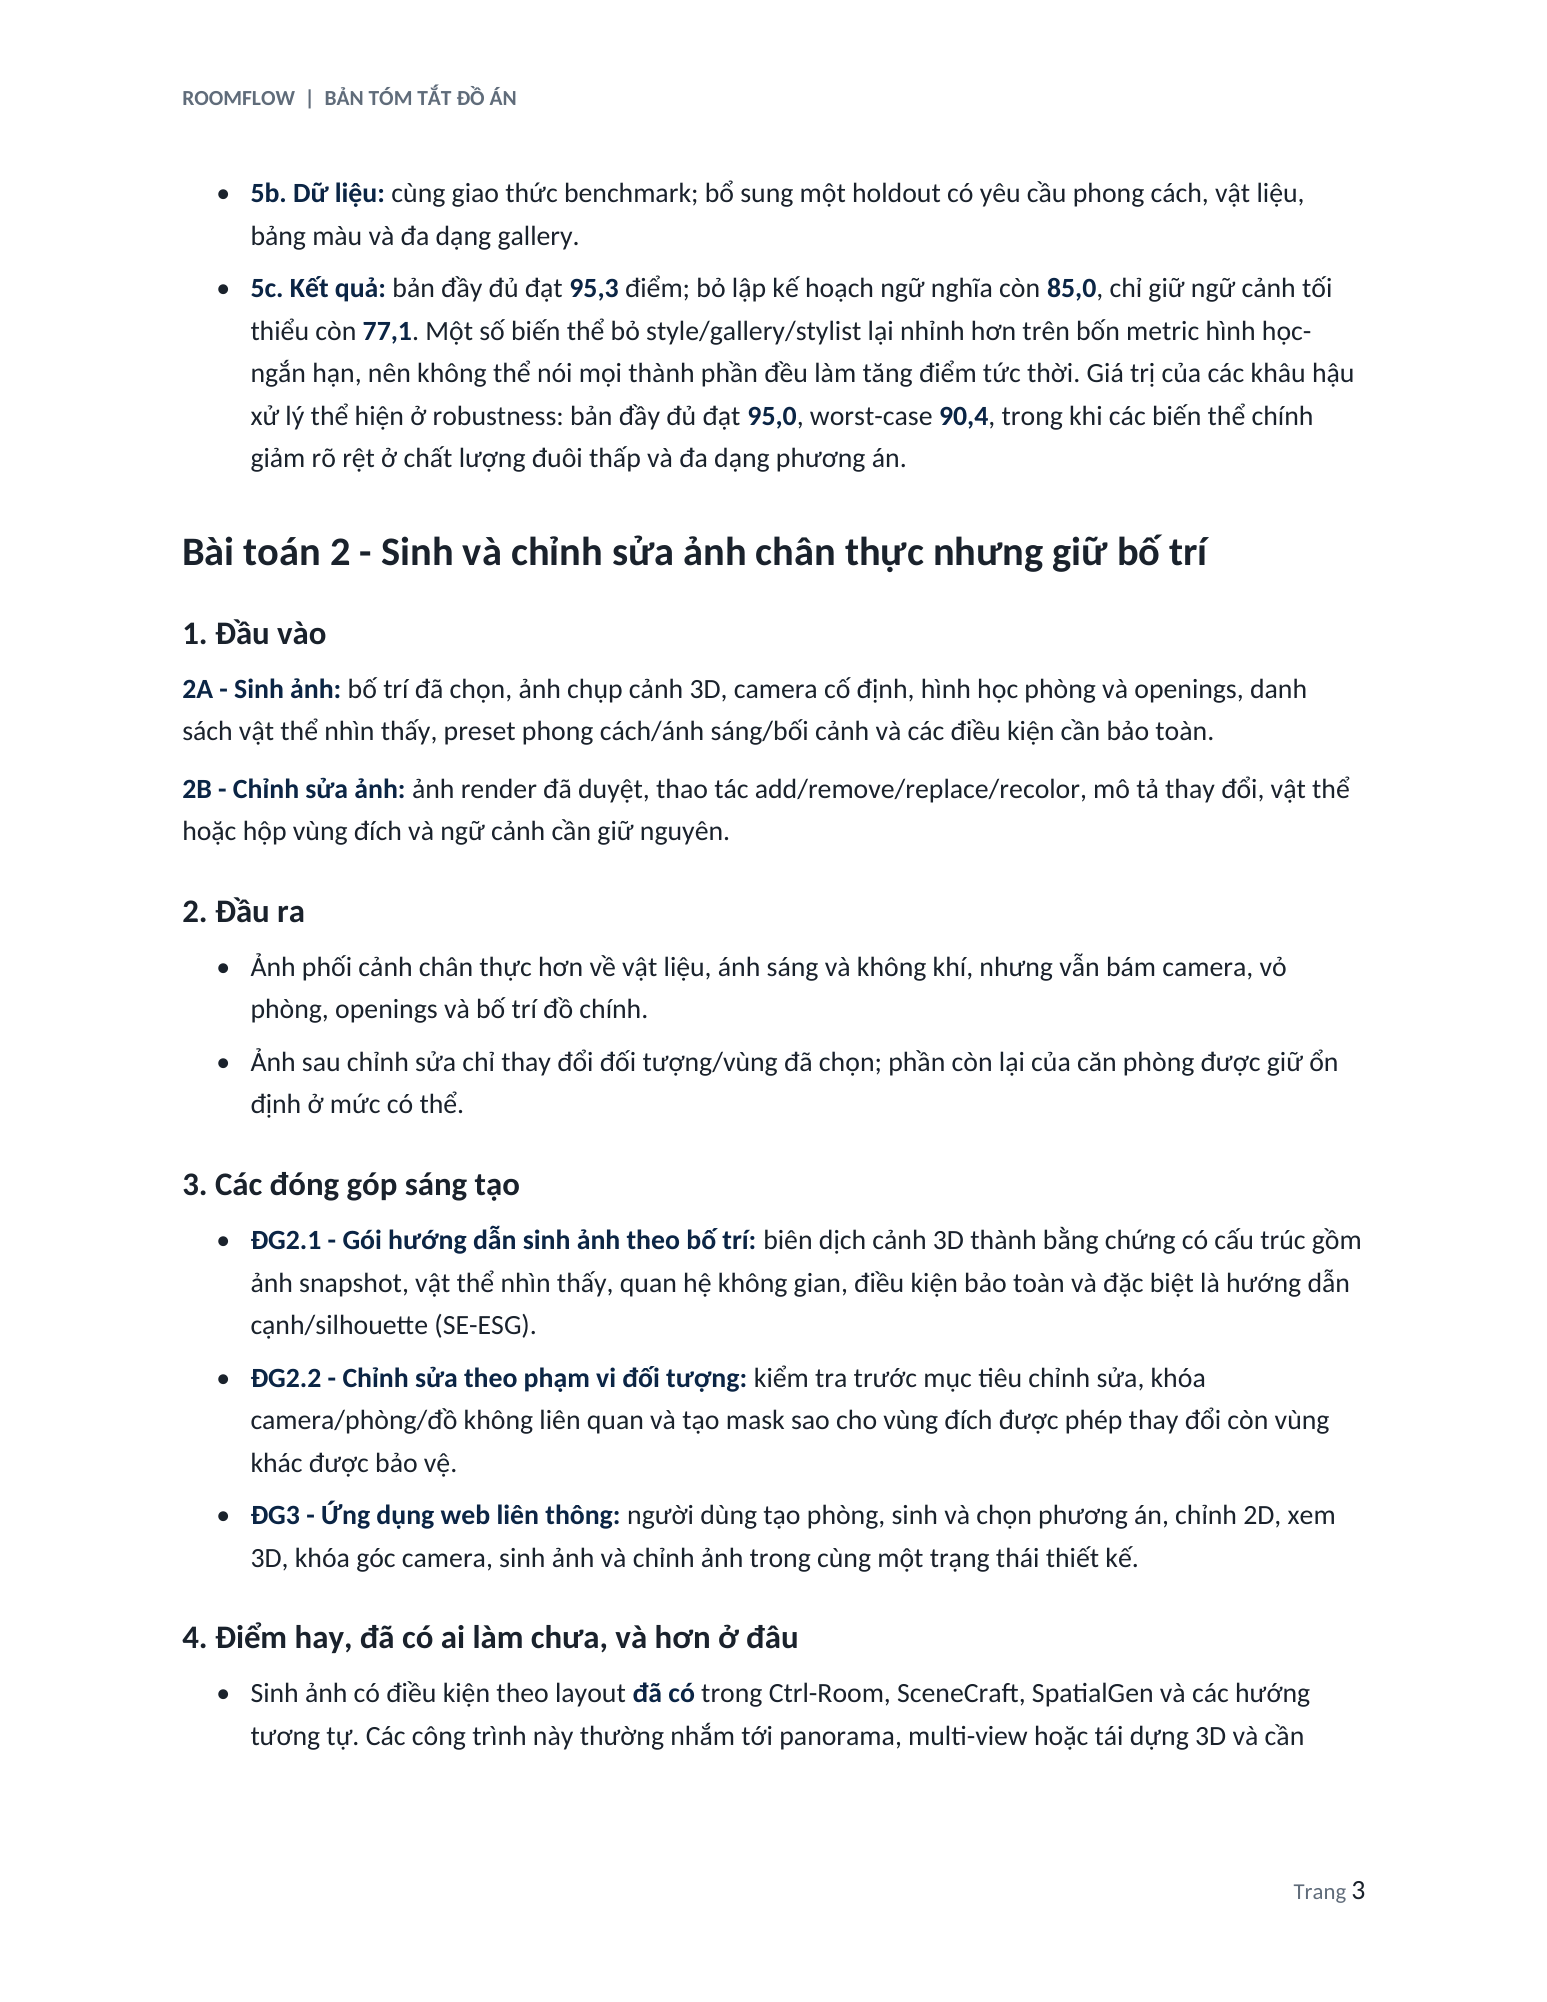 ROOMFLOW | BẢN TÓM TẮT ĐỒ ÁN
• 5b. Dữ liệu: cùng giao thức benchmark; bổ sung một holdout có yêu cầu phong cách, vật liệu,
bảng màu và đa dạng gallery.
• 5c. Kết quả: bản đầy đủ đạt 95,3 điểm; bỏ lập kế hoạch ngữ nghĩa còn 85,0, chỉ giữ ngữ cảnh tối
thiểu còn 77,1. Một số biến thể bỏ style/gallery/stylist lại nhỉnh hơn trên bốn metric hình học-
ngắn hạn, nên không thể nói mọi thành phần đều làm tăng điểm tức thời. Giá trị của các khâu hậu
xử lý thể hiện ở robustness: bản đầy đủ đạt 95,0, worst-case 90,4, trong khi các biến thể chính
giảm rõ rệt ở chất lượng đuôi thấp và đa dạng phương án.
Bài toán 2 - Sinh và chỉnh sửa ảnh chân thực nhưng giữ bố trí
1. Đầu vào
2A - Sinh ảnh: bố trí đã chọn, ảnh chụp cảnh 3D, camera cố định, hình học phòng và openings, danh
sách vật thể nhìn thấy, preset phong cách/ánh sáng/bối cảnh và các điều kiện cần bảo toàn.
2B - Chỉnh sửa ảnh: ảnh render đã duyệt, thao tác add/remove/replace/recolor, mô tả thay đổi, vật thể
hoặc hộp vùng đích và ngữ cảnh cần giữ nguyên.
2. Đầu ra
• Ảnh phối cảnh chân thực hơn về vật liệu, ánh sáng và không khí, nhưng vẫn bám camera, vỏ
phòng, openings và bố trí đồ chính.
• Ảnh sau chỉnh sửa chỉ thay đổi đối tượng/vùng đã chọn; phần còn lại của căn phòng được giữ ổn
định ở mức có thể.
3. Các đóng góp sáng tạo
• ĐG2.1 - Gói hướng dẫn sinh ảnh theo bố trí: biên dịch cảnh 3D thành bằng chứng có cấu trúc gồm
ảnh snapshot, vật thể nhìn thấy, quan hệ không gian, điều kiện bảo toàn và đặc biệt là hướng dẫn
cạnh/silhouette (SE-ESG).
• ĐG2.2 - Chỉnh sửa theo phạm vi đối tượng: kiểm tra trước mục tiêu chỉnh sửa, khóa
camera/phòng/đồ không liên quan và tạo mask sao cho vùng đích được phép thay đổi còn vùng
khác được bảo vệ.
• ĐG3 - Ứng dụng web liên thông: người dùng tạo phòng, sinh và chọn phương án, chỉnh 2D, xem
3D, khóa góc camera, sinh ảnh và chỉnh ảnh trong cùng một trạng thái thiết kế.
4. Điểm hay, đã có ai làm chưa, và hơn ở đâu
• Sinh ảnh có điều kiện theo layout đã có trong Ctrl-Room, SceneCraft, SpatialGen và các hướng
tương tự. Các công trình này thường nhắm tới panorama, multi-view hoặc tái dựng 3D và cần
Trang 3